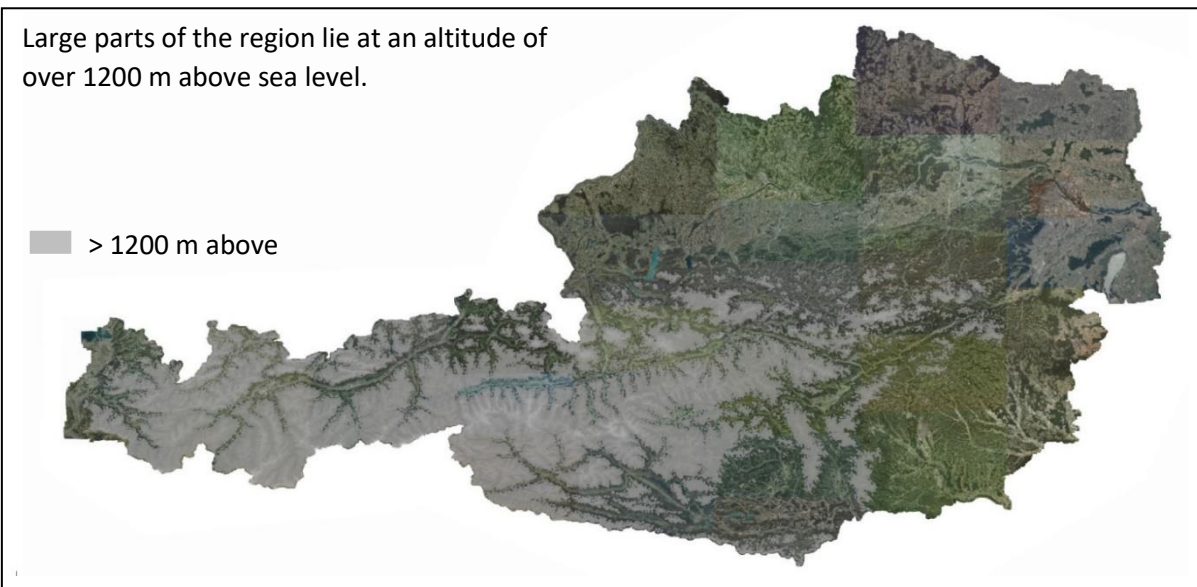 Large parts of the region lie at an altitude of
over 1200 m above sea level.
> 1200 m above